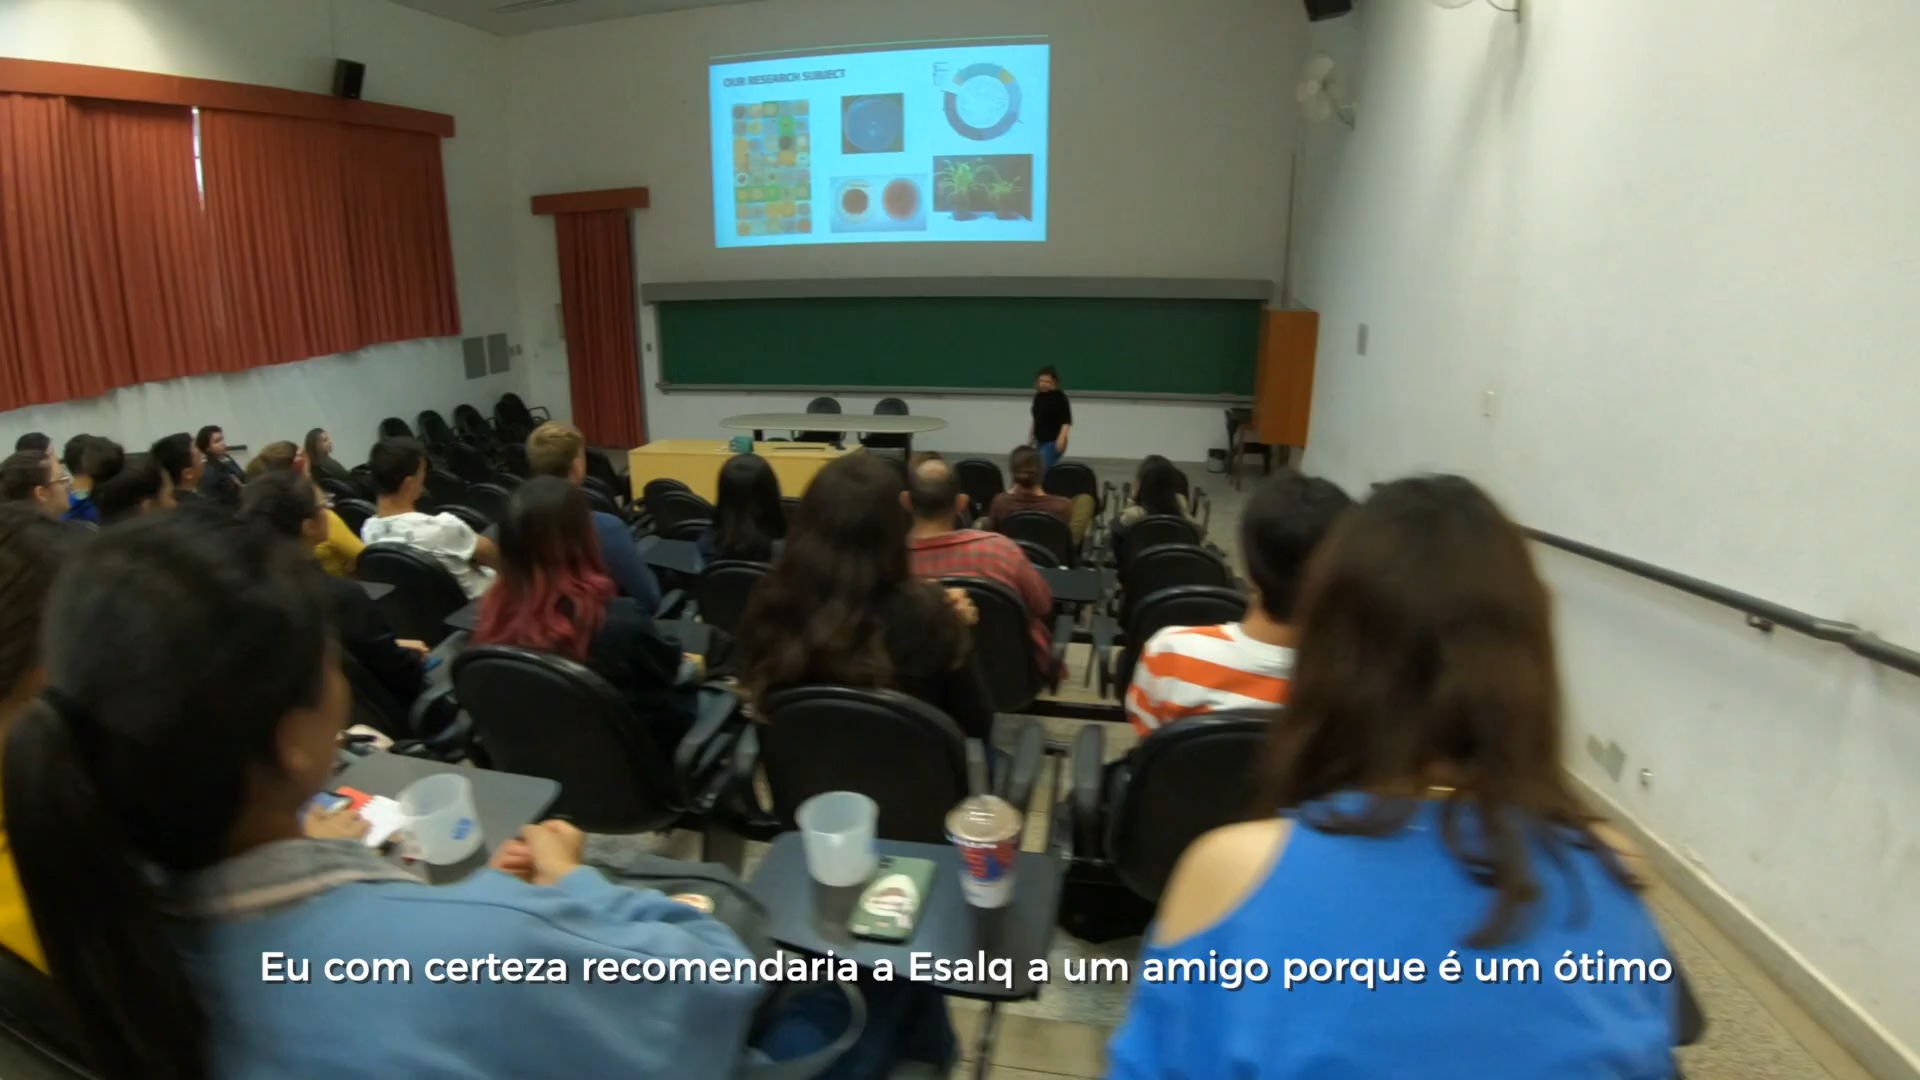 OUR RESEARCH SUBJECT
Eu com certeza recomendaria a Esalq a um amigo porque é um ótimo